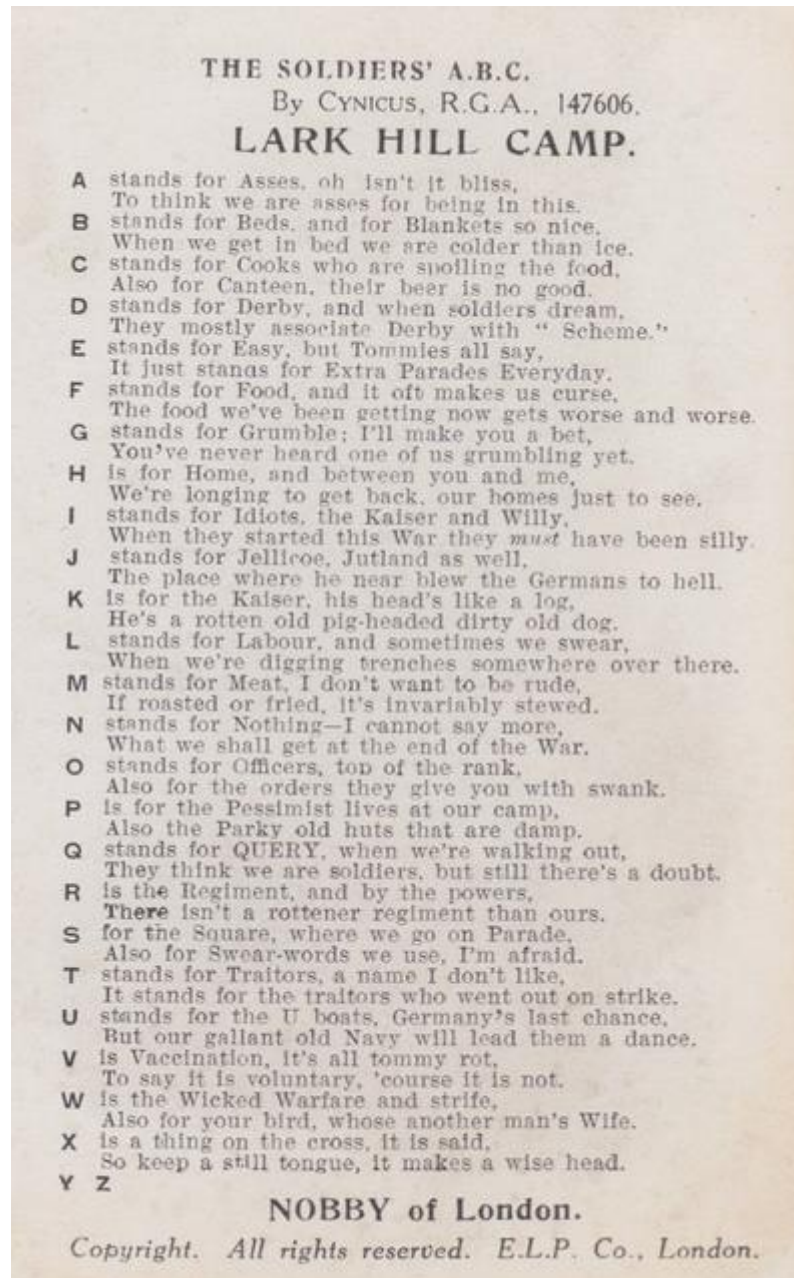 THE SOLDIERS' A.B.C.
By CYNICUS, R.G.A., 147606.
LARK HILL CAMP.
A stands for Asses, oh isn't it bliss,
To think we are asses for being in this.
B stands for Beds, and for Blankets so nice,
When we get in bed we are colder than ice.
C stands for Cooks who are spoiling the food,
Also for Canteen, their beer is no good.
D stands for Derby, and when soldiers dream,
They mostly associate Derby with " Scheme."
E stands for Easy, but Tommies all say,
It just stands for Extra Parades Everyday.
F stands for Food, and it oft makes us curse,
The food we've been getting now gets worse and worse.
G stands for Grumble; I'll make you a bet,
You've never heard one of us grumbling yet.
H is for Home, and between you and me,
We're longing to get back, our homes just to see.
I stands for Idiots, the Kaiser and Willy,
When they started this War they must have been silly.
J stands for Jellicoe, Jutland as well,
The place where he near blew the Germans to hell.
K is for the Kaiser, his head's like a log,
He's a rotten old pig-headed dirty old dog.
L stands for Labour, and sometimes we swear,
When we're digging trenches somewhere over there.
M stands for Meat, I don't want to be rude,
If roasted or fried, it's invariably stewed.
N stands for Nothing—I cannot say more,
What we shall get at the end of the War.
O stands for Officers, top of the rank,
Also for the orders they give you with swank.
P is for the Pessimist lives at our camp,
Also the Parky old huts that are damp.
Q stands for QUERY, when we're walking out,
They think we are soldiers, but still there's a doubt.
R is the Regiment, and by the powers,
There isn't a rottener regiment than ours.
S for the Square, where we go on Parade,
Also for Swear-words we use, I'm afraid.
T stands for Traitors, a name I don't like,
It stands for the traitors who went out on strike.
U stands for the U boats, Germany's last chance,
But our gallant old Navy will lead them a dance.
V is Vaccination, it's all tommy rot,
To say it is voluntary, 'course it is not.
W is the Wicked Warfare and strife,
Also for your bird, whose another man's Wife.
X is a thing on the cross, it is said,
So keep a still tongue, it makes a wise head.
Y Z
NOBBY of London.
Copyright. All rights reserved. E.L.P. Co., London.